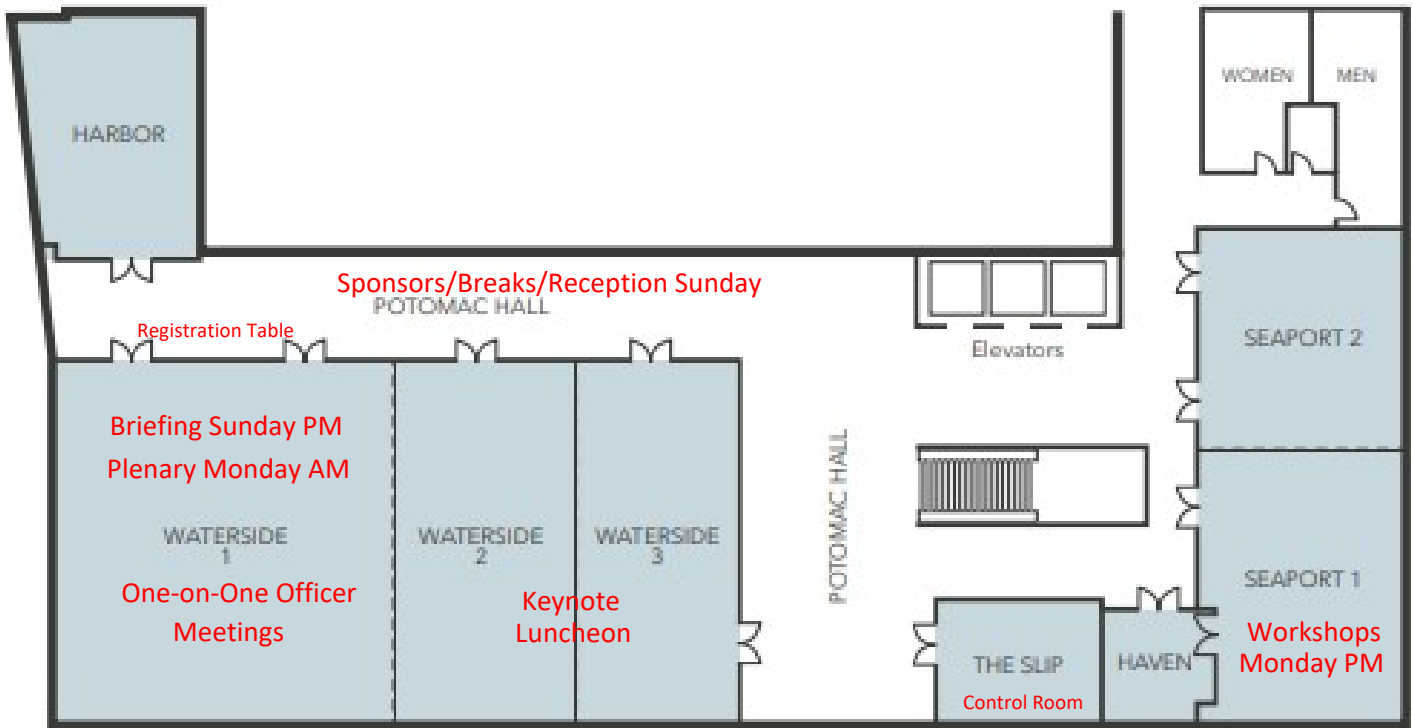 WOMEN
MEN
HARBOR
Sponsors/Breaks/Reception Sunday
POTOMAC HALL
Registration Table
Elevators
SEAPORT 2
Briefing Sunday PM
Plenary Monday AM
WATERSIDE
1
One-on-One Officer
Meetings
WATERSIDE
2
WATERSIDE
3
Keynote
Luncheon
POTOMAC HALL
THE SLIP
Control Room
HAVEN
SEAPORT 1
Workshops
Monday PM